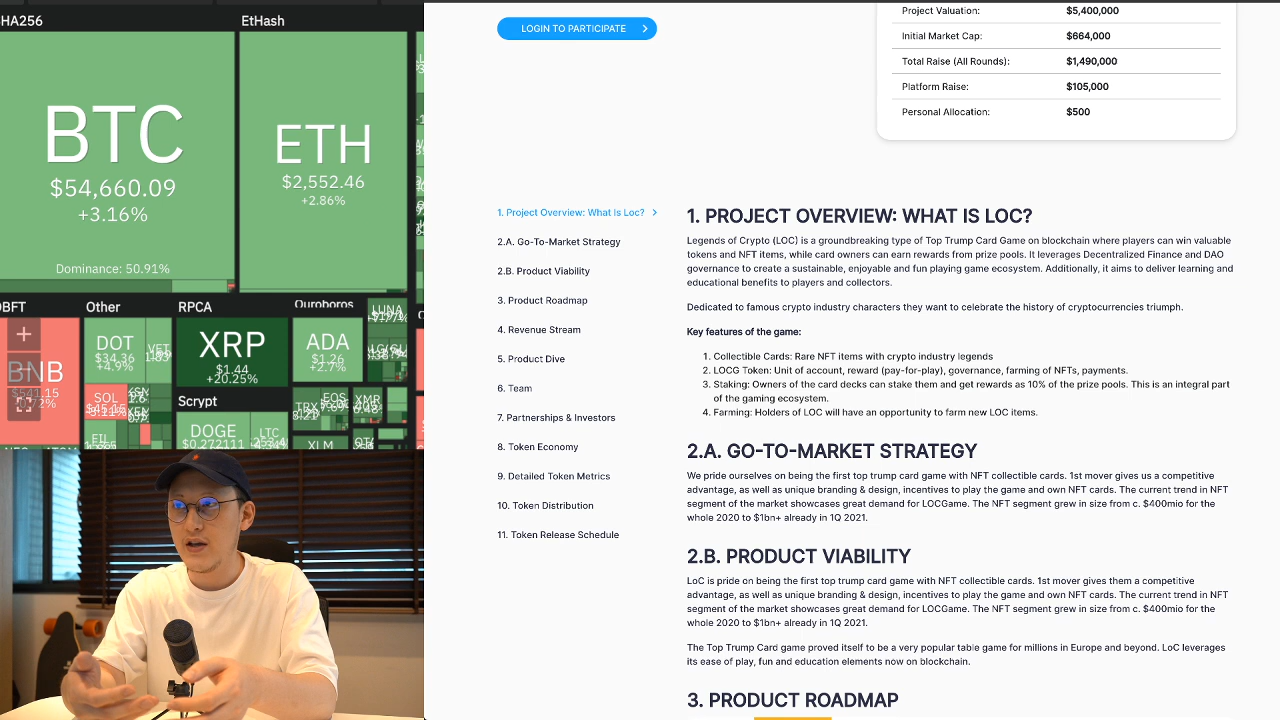 HA256
EtHash
BTC
$54,660.09
+3.16%
Dominance: 50.91%
ETH
$2,552.46
+2.86%
Other
RPCA
Ouroboros
DOT
$34.36
+4.9%
XRP
$1.44
+20.25%
ADA
$1.26
+2.7%
BNB
$541.15
SOL
Scrypt
DOGE
$0.272111
LTC
TRX
EOS
XMR
XLM
LUNA
LOGIN TO PARTICIPATE
Project Valuation: $5,400,000
Initial Market Cap: $664,000
Total Raise (All Rounds): $1,490,000
Platform Raise: $105,000
Personal Allocation: $500
1. Project Overview: What Is Loc?
2.A. Go-To-Market Strategy
2.B. Product Viability
3. Product Roadmap
4. Revenue Stream
5. Product Dive
6. Team
7. Partnerships & Investors
8. Token Economy
9. Detailed Token Metrics
10. Token Distribution
11. Token Release Schedule
1. PROJECT OVERVIEW: WHAT IS LOC?
Legends of Crypto (LOC) is a groundbreaking type of Top Trump Card Game on blockchain where players can win valuable
tokens and NFT items, while card owners can earn rewards from prize pools. It leverages Decentralized Finance and DAO
governance to create a sustainable, enjoyable and fun playing game ecosystem. Additionally, it aims to deliver learning and
educational benefits to players and collectors.
Dedicated to famous crypto industry characters they want to celebrate the history of cryptocurrencies triumph.
Key features of the game:
1. Collectible Cards: Rare NFT items with crypto industry legends
2. LOCG Token: Unit of account, reward (pay-for-play), governance, farming of NFTs, payments.
3. Staking: Owners of the card decks can stake them and get rewards as 10% of the prize pools. This is an integral part
of the gaming ecosystem.
4. Farming: Holders of LOC will have an opportunity to farm new LOC items.
2.A. GO-TO-MARKET STRATEGY
We pride ourselves on being the first top trump card game with NFT collectible cards. 1st mover gives us a competitive
advantage, as well as unique branding & design, incentives to play the game and own NFT cards. The current trend in NFT
segment of the market showcases great demand for LOCGame. The NFT segment grew in size from c. $400mio for the
whole 2020 to $1bn+ already in 1Q 2021.
2.B. PRODUCT VIABILITY
LoC is pride on being the first top trump card game with NFT collectible cards. 1st mover gives them a competitive
advantage, as well as unique branding & design, incentives to play the game and own NFT cards. The current trend in NFT
segment of the market showcases great demand for LOCGame. The NFT segment grew in size from c. $400mio for the
whole 2020 to $1bn+ already in 1Q 2021.
The Top Trump Card game proved itself to be a very popular table game for millions in Europe and beyond. LoC leverages
its ease of play, fun and education elements now on blockchain.
3. PRODUCT ROADMAP